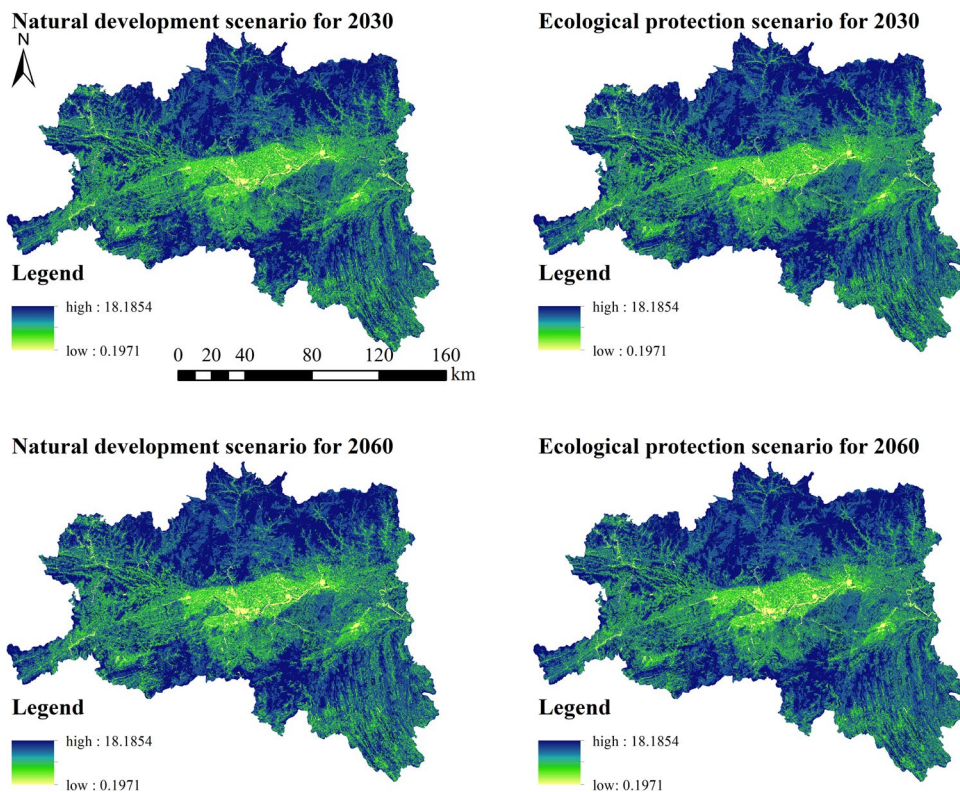 Natural development scenario for 2030
Ecological protection scenario for 2030
N
Legend
high : 18.1854
low : 0.1971
Legend
high : 18.1854
low : 0.1971
0 20 40 80 120 160
km
Natural development scenario for 2060
Ecological protection scenario for 2060
Legend
high : 18.1854
low : 0.1971
Legend
high : 18.1854
low: 0.1971